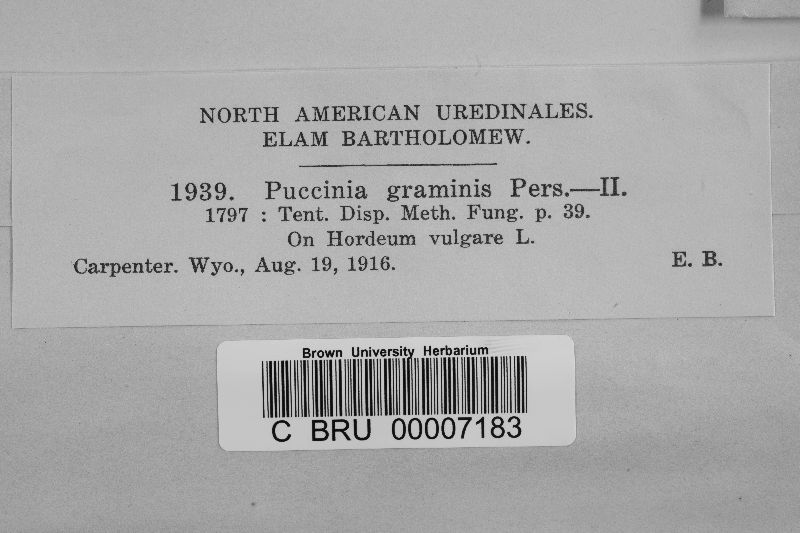 NORTH AMERICAN UREDINALES.
ELAM BARTHOLOMEW.
1939. Puccinia graminis Pers.—II.
1797 : Tent. Disp. Meth. Fung. p. 39.
On Hordeum vulgare L.
Carpenter. Wyo., Aug. 19, 1916. E. B.
Brown University Herbarium
C BRU 00007183